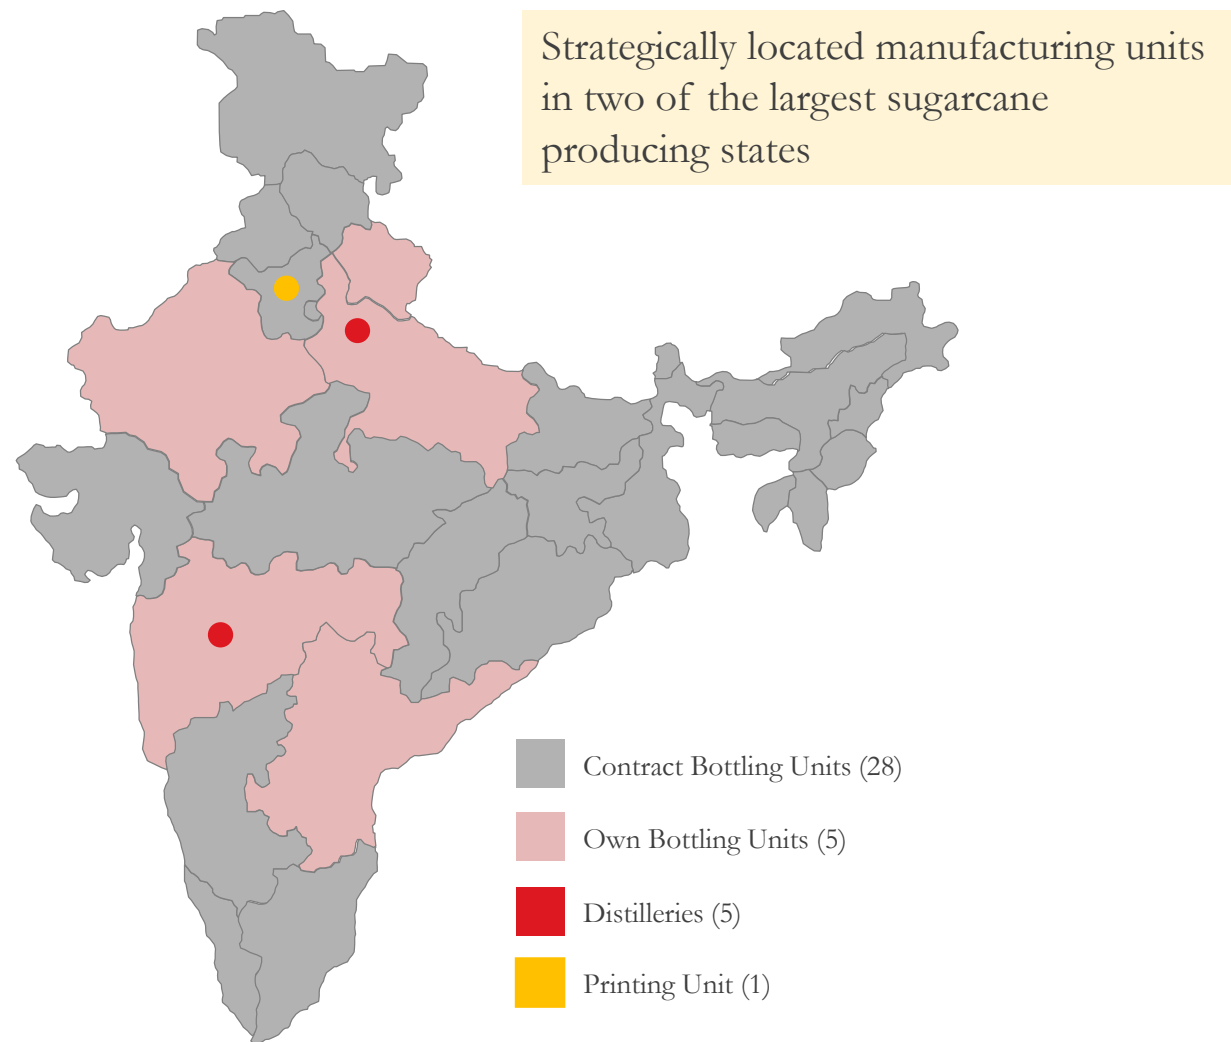 Strategically located manufacturing units
in two of the largest sugarcane
producing states
Contract Bottling Units (28)
Own Bottling Units (5)
Distilleries (5)
Printing Unit (1)